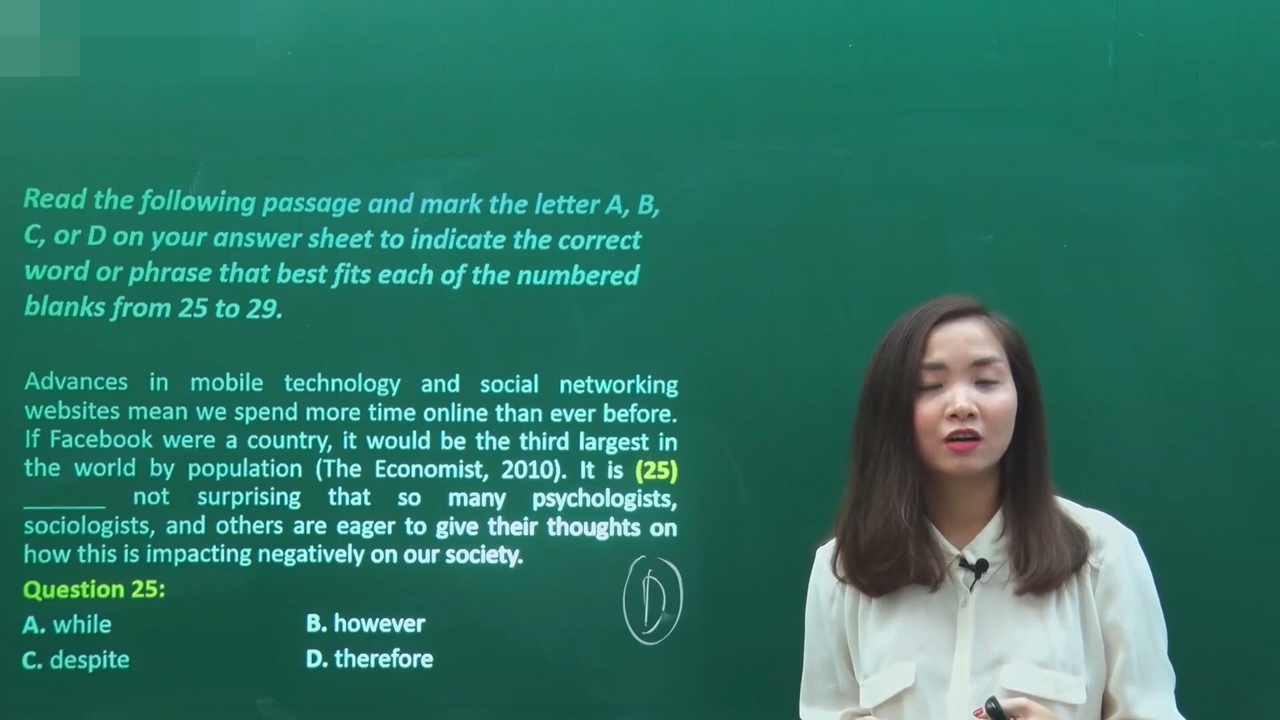 Read the following passage and mark the letter A, B,
C, or D on your answer sheet to indicate the correct
word or phrase that best fits each of the numbered
blanks from 25 to 29.
Advances in mobile technology and social networking
websites mean we spend more time online than ever before.
If Facebook were a country, it would be the third largest in
the world by population (The Economist, 2010). It is (25)
______ not surprising that so many psychologists,
sociologists, and others are eager to give their thoughts on
how this is impacting negatively on our society.
Question 25:
A. while B. however
C. despite D. therefore
D